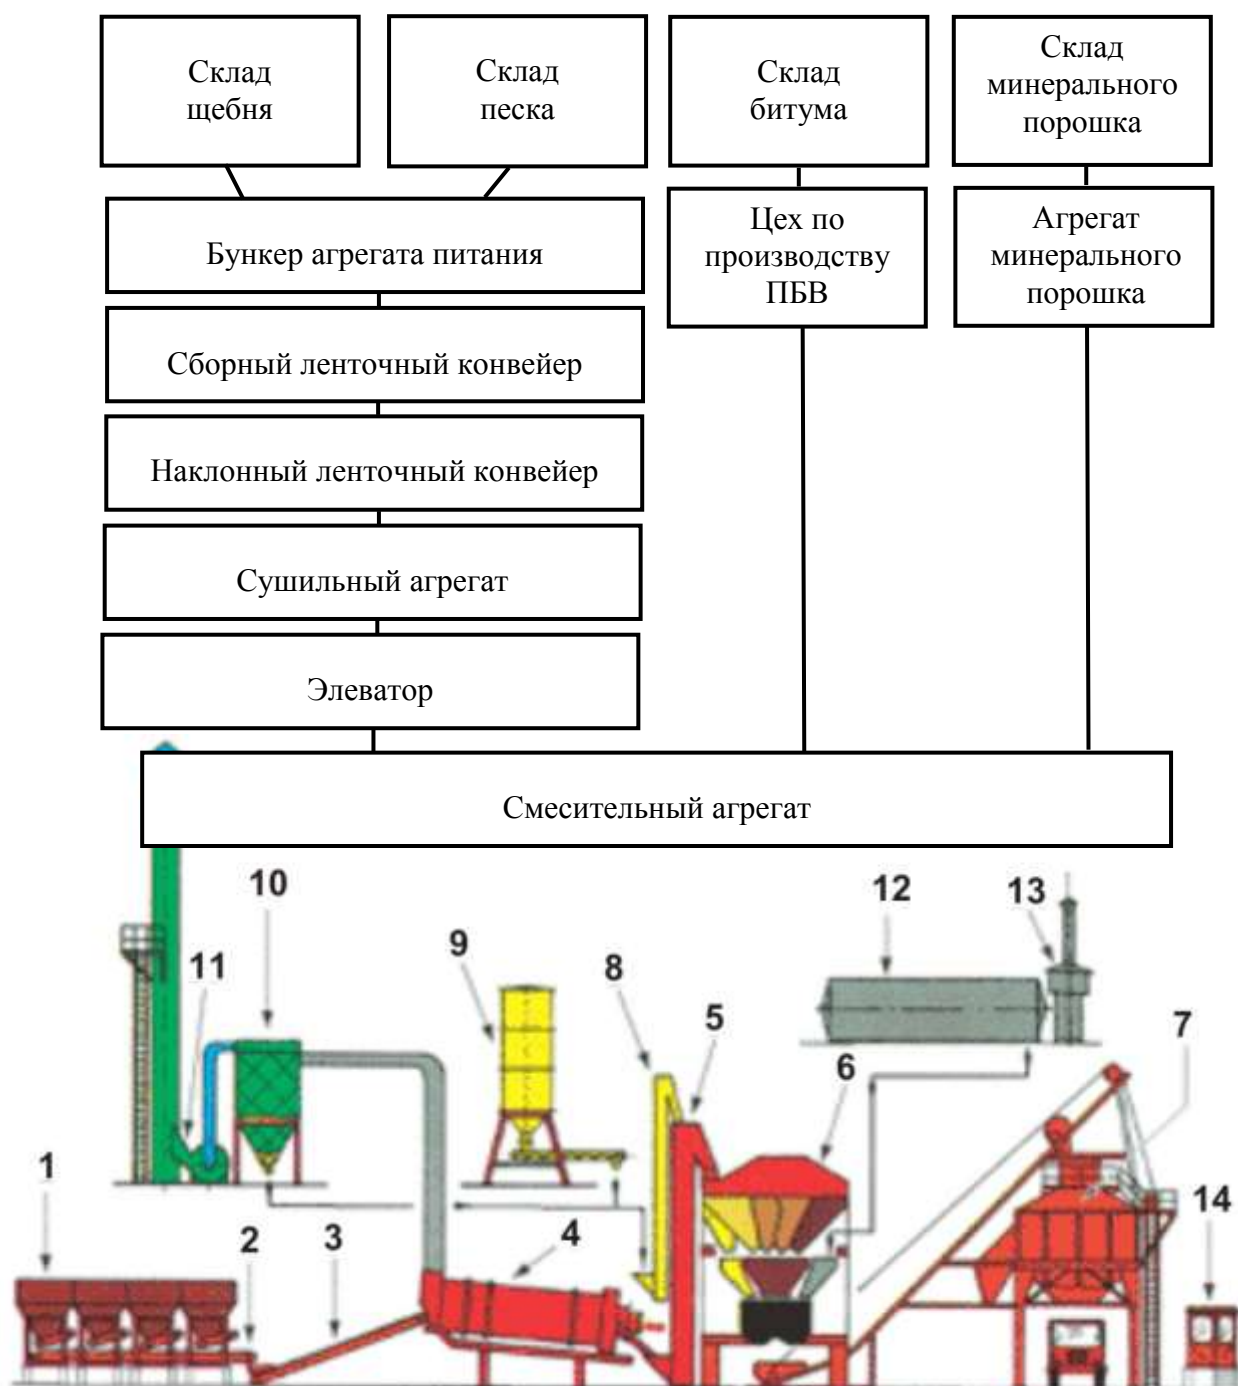 Склад
щебня
Склад
песка
Склад
битума
Склад
минерального
порошка
Бункер агрегата питания
Цех по
производству
ПБВ
Агрегат
минерального
порошка
Сборный ленточный конвейер
Наклонный ленточный конвейер
Сушильный агрегат
Элеватор
Смесительный агрегат
10
12
13
9
8
11
5
7
6
1
2
3
4
14